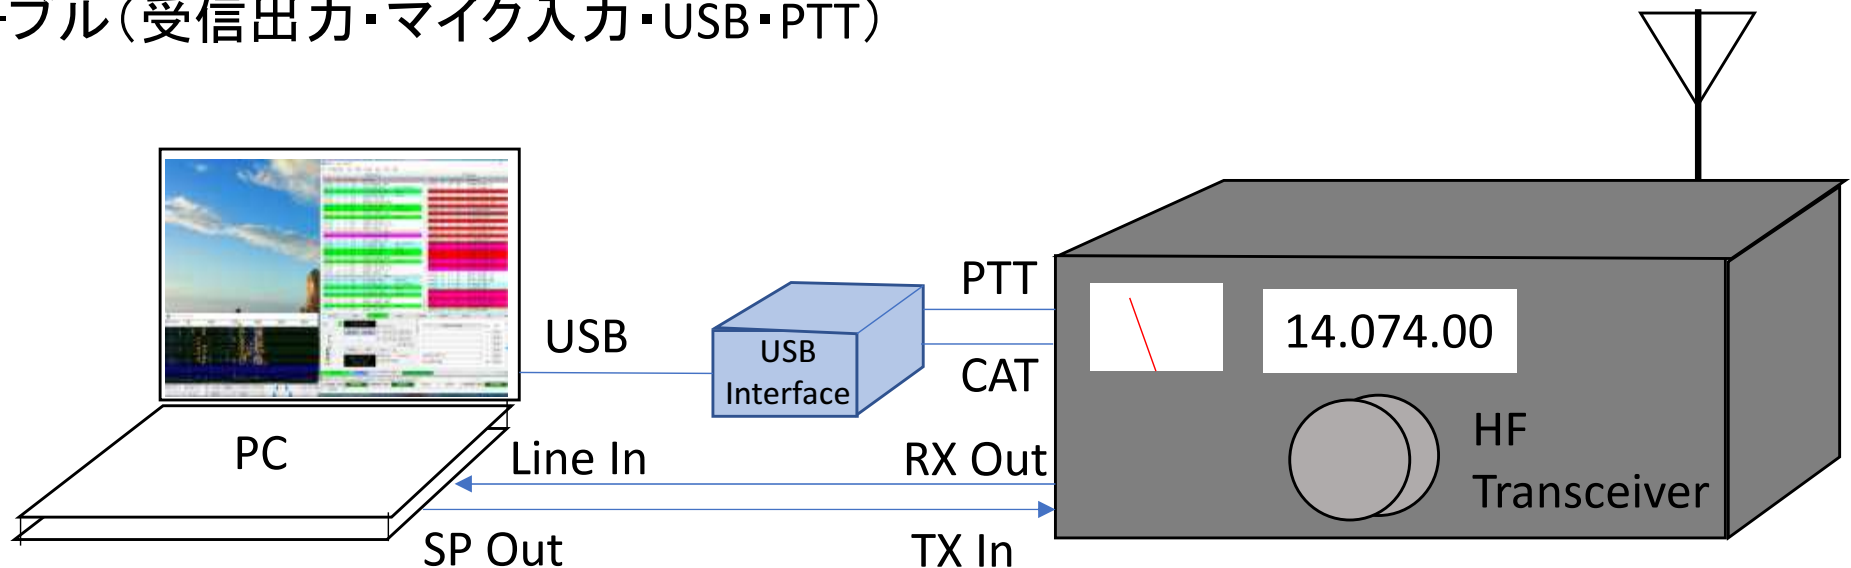 ーブル（受信出力・マイク入力・USB・PTT）
PTT
14.074.00
USB
USB
Interface
CAT
HF
Transceiver
PC
Line In
RX Out
SP Out
TX In